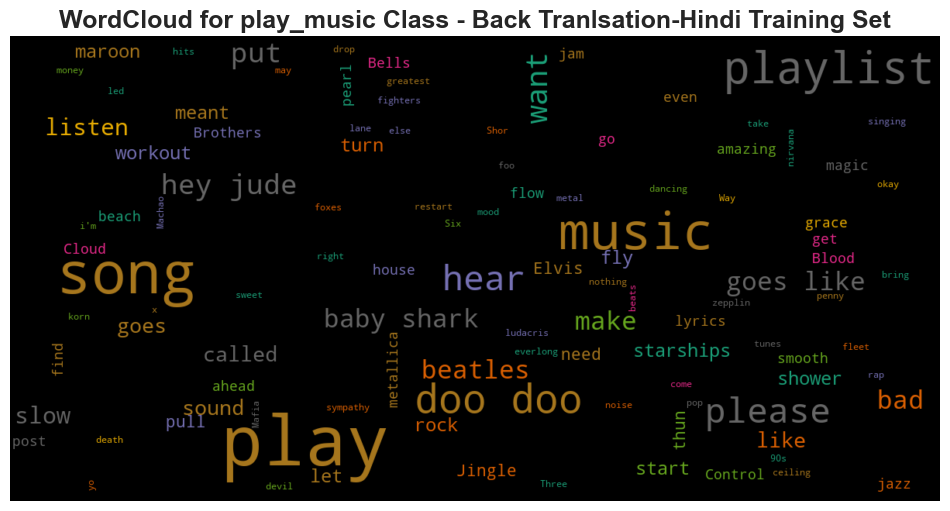 WordCloud for play_music Class - Back Tranlsation-Hindi Training Set
maroon
hits
put
drop
Bells
jam
want
playlist
money
may
led
pearl
greatest
fighters
even
meant
listen
Brothers
lane
else
turn
Shor
go
take
nirvana
singing
workout
amazing
magic
foo
hey jude
flow
metal
dancing
Way
okay
beach
Machao
foxes
restart
mood
Six
i'm
music
grace
get
Cloud
song
right
house
hear
Elvis
fly
nothing
Blood
goes like
bring
sweet
beats
zepplin
penny
korn
x
goes
baby shark
ludacris
make
lyrics
find
called
metallica
everlong
need
starships
tunes
smooth
fleet
ahead
beatles
come
shower
rap
slow
sound
Mafia
sympathy
doo doo
noise
pop
please
bad
post
death
pull
play
rock
thun
like
90s
yo
devil
let
Jingle
Three
start
Control
ceiling
jazz